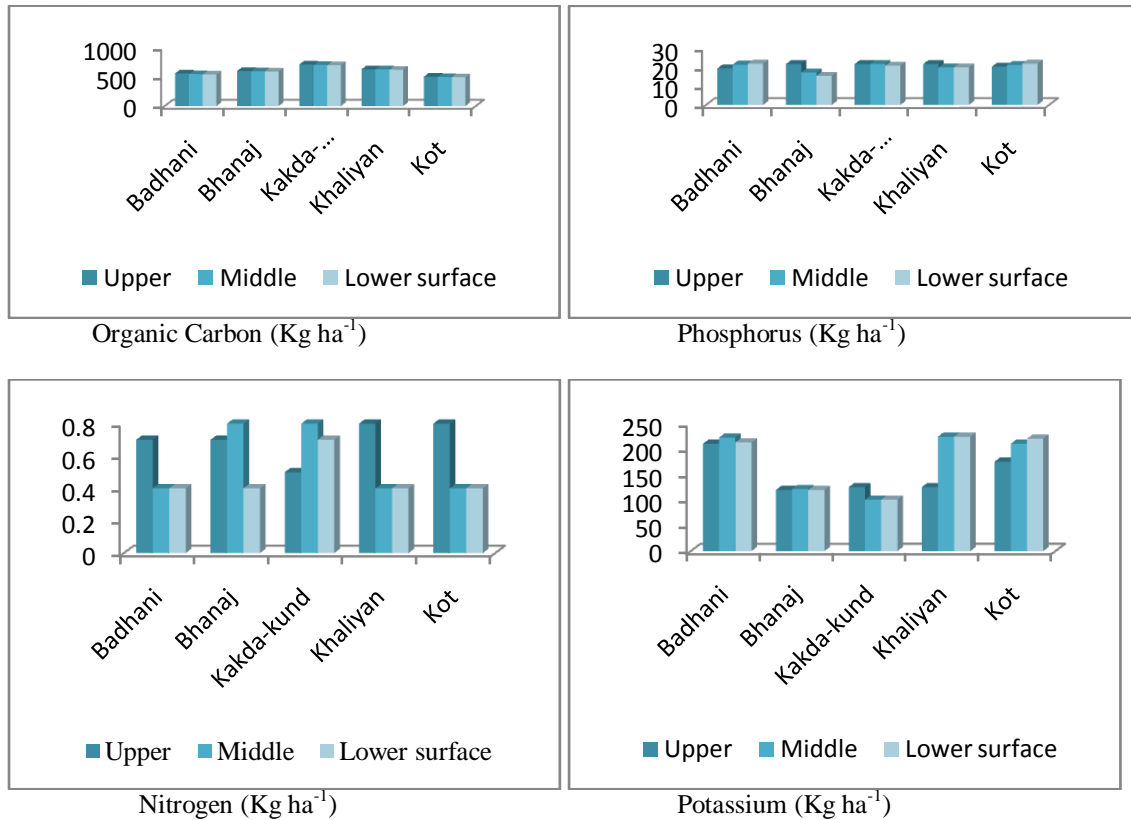 1000
500
0
Badhani
Bhanaj
Kakda-...
Khaliyan
Kot
Upper Middle Lower surface
Organic Carbon (Kg ha-1)
30
20
10
0
Badhani
Bhanaj
Kakda-...
Khaliyan
Kot
Upper Middle Lower surface
Phosphorus (Kg ha-1)
0.8
0.6
0.4
0.2
0
Badhani
Bhanaj
Kakda-kund
Khaliyan
Kot
Upper Middle Lower surface
Nitrogen (Kg ha-1)
250
200
150
100
50
0
Badhani
Bhanaj
Kakda-kund
Khaliyan
Kot
Upper Middle Lower surface
Potassium (Kg ha-1)